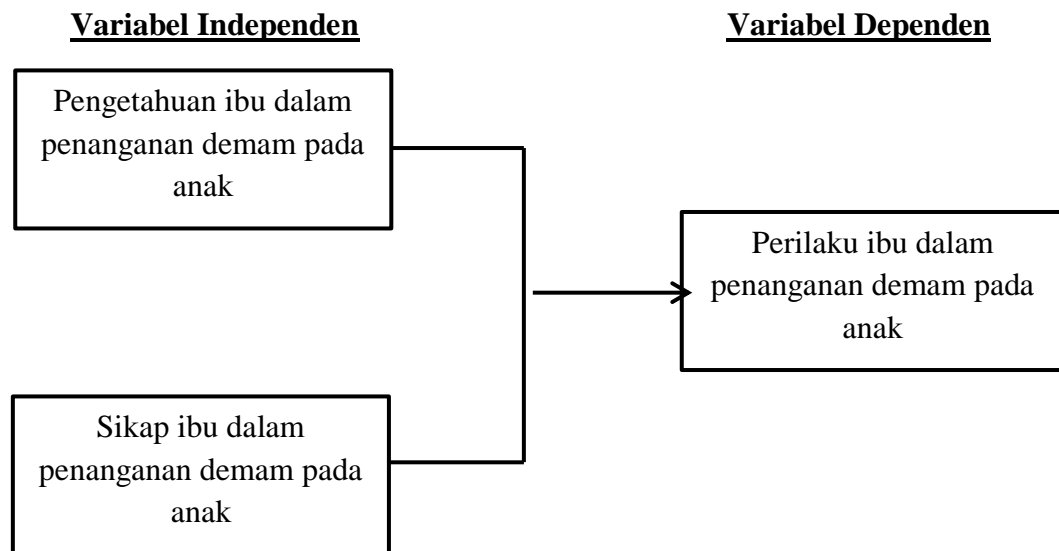 Variabel Independen
Variabel Dependen
Pengetahuan ibu dalam
penanganan demam pada
anak
Perilaku ibu dalam
penanganan demam pada
anak
Sikap ibu dalam
penanganan demam pada
anak